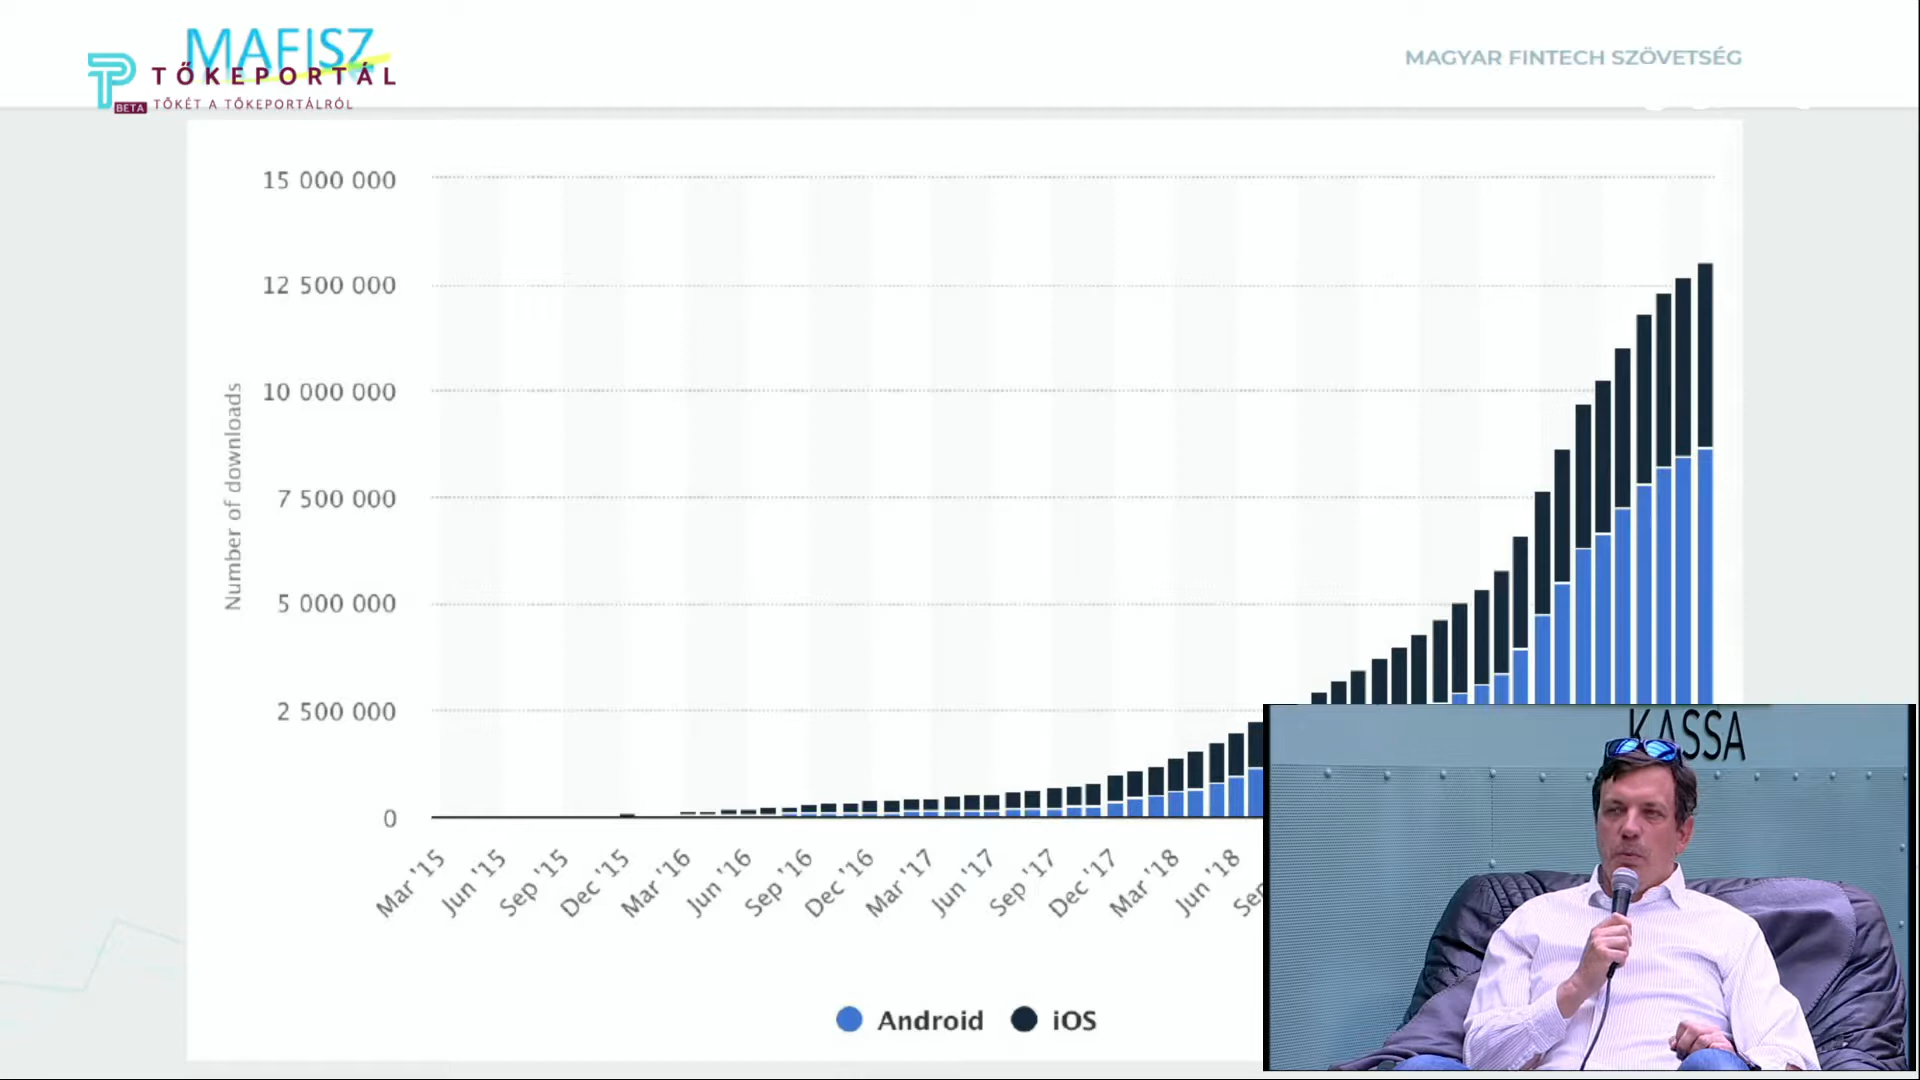 MAFISZ
TŐKEPORTÁL
BETA TŐKÉT A TŐKEPORTÁLRÓL
MAGYAR FINTECH SZÖVETSÉG
15 000 000
12 500 000
10 000 000
7 500 000
5 000 000
2 500 000
0
Number of downloads
Mar '15
Jun '15
Sep '15
Dec '15
Mar '16
Jun '16
Sep '16
Dec '16
Mar '17
Jun '17
Sep '17
Dec '17
Mar '18
Jun '18
Sep
Android
iOS
KASSA